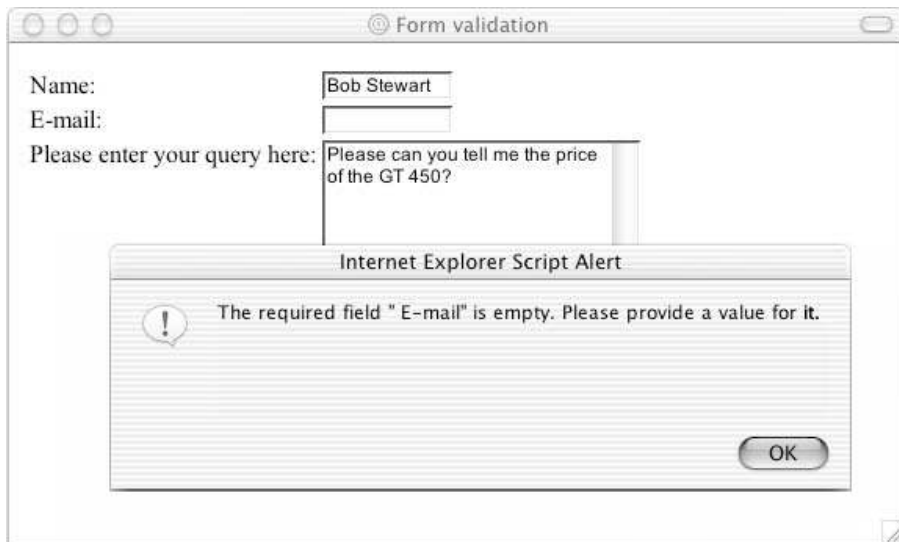 Form validation
Name: Bob Stewart
E-mail:
Please enter your query here: Please can you tell me the price
of the GT 450?
Internet Explorer Script Alert
The required field " E-mail" is empty. Please provide a value for it.
OK